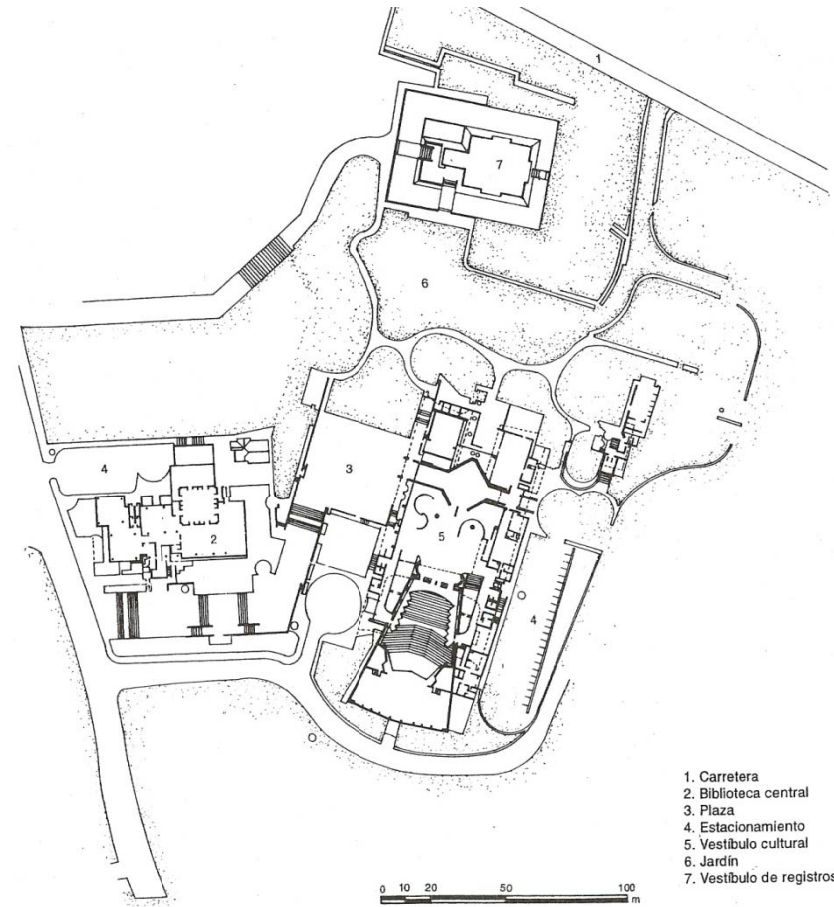 1
7
6
4
3
2
5
4
1. Carretera
2. Biblioteca central
3. Plaza
4. Estacionamiento
5. Vestíbulo cultural
6. Jardín
7. Vestíbulo de registros
0 10 20 50 100
m